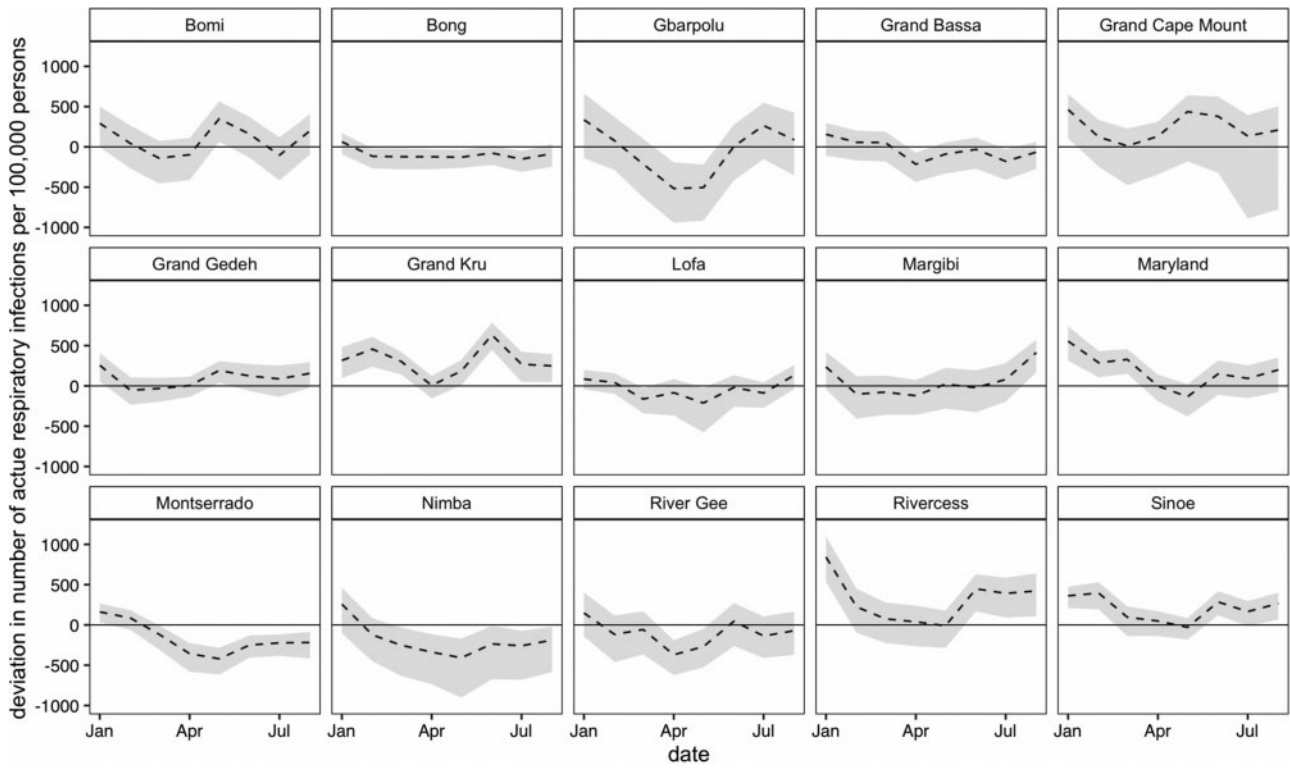 Bomi Bong Gbarpolu Grand Bassa Grand Cape Mount
1000
500
0
-500
-1000
Grand Gedeh Grand Kru Lofa Margibi Maryland
1000
500
0
-500
-1000
Montserrado Nimba River Gee Rivercess Sinoe
1000
500
0
-500
-1000
Jan Apr Jul Jan Apr Jul Jan Apr Jul Jan Apr Jul Jan Apr Jul
date
deviation in number of actue respiratory infections per 100,000 persons